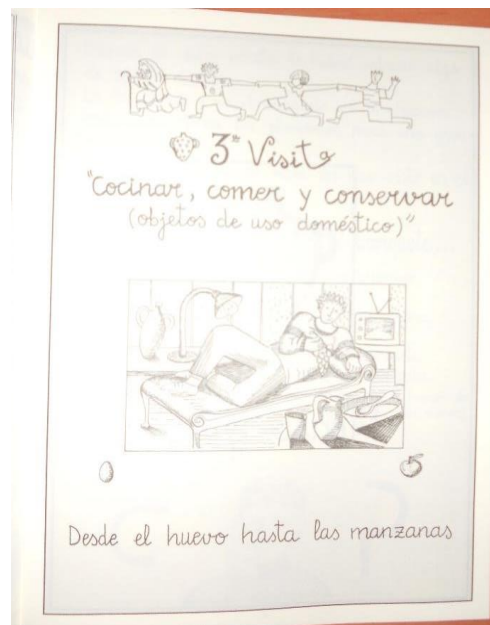 3ª Visita
"Cocinar, comer y conservar
(objetos de uso doméstico)"
Desde el huevo hasta las manzanas